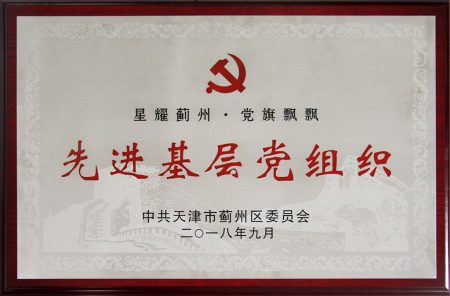 星耀蓟州·党旗飘飘
先进基层党组织
中共天津市蓟州区委员会
二〇一八年九月